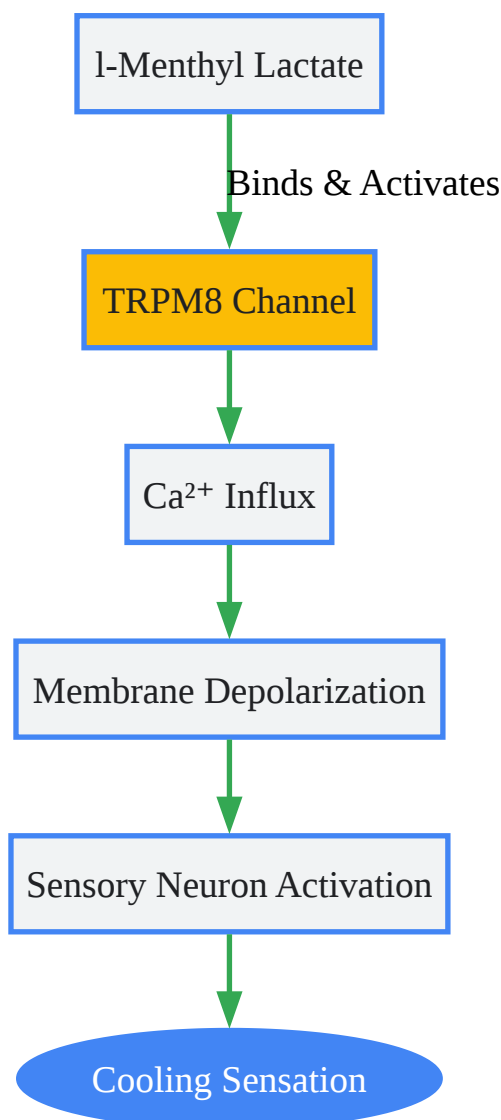 l-Menthyl Lactate
Binds & Activates
TRPM8 Channel
Ca²⁺ Influx
Membrane Depolarization
Sensory Neuron Activation
Cooling Sensation